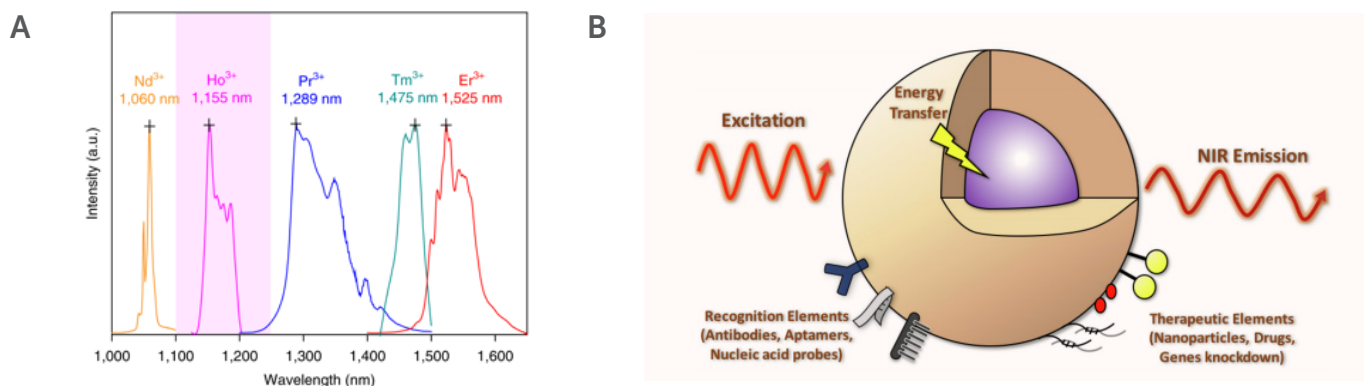 A
Nd3+
1,060 nm
Ho3+
1,155 nm
Pr3+
1,289 nm
Tm3+
1,475 nm
Er3+
1,525 nm
Intensity (a.u.)
1,000 1,100 1,200 1,300 1,400 1,500 1,600
Wavelength (nm)
B
Excitation
Energy
Transfer
NIR Emission
Recognition Elements
(Antibodies, Aptamers,
Nucleic acid probes)
Therapeutic Elements
(Nanoparticles, Drugs,
Genes knockdown)